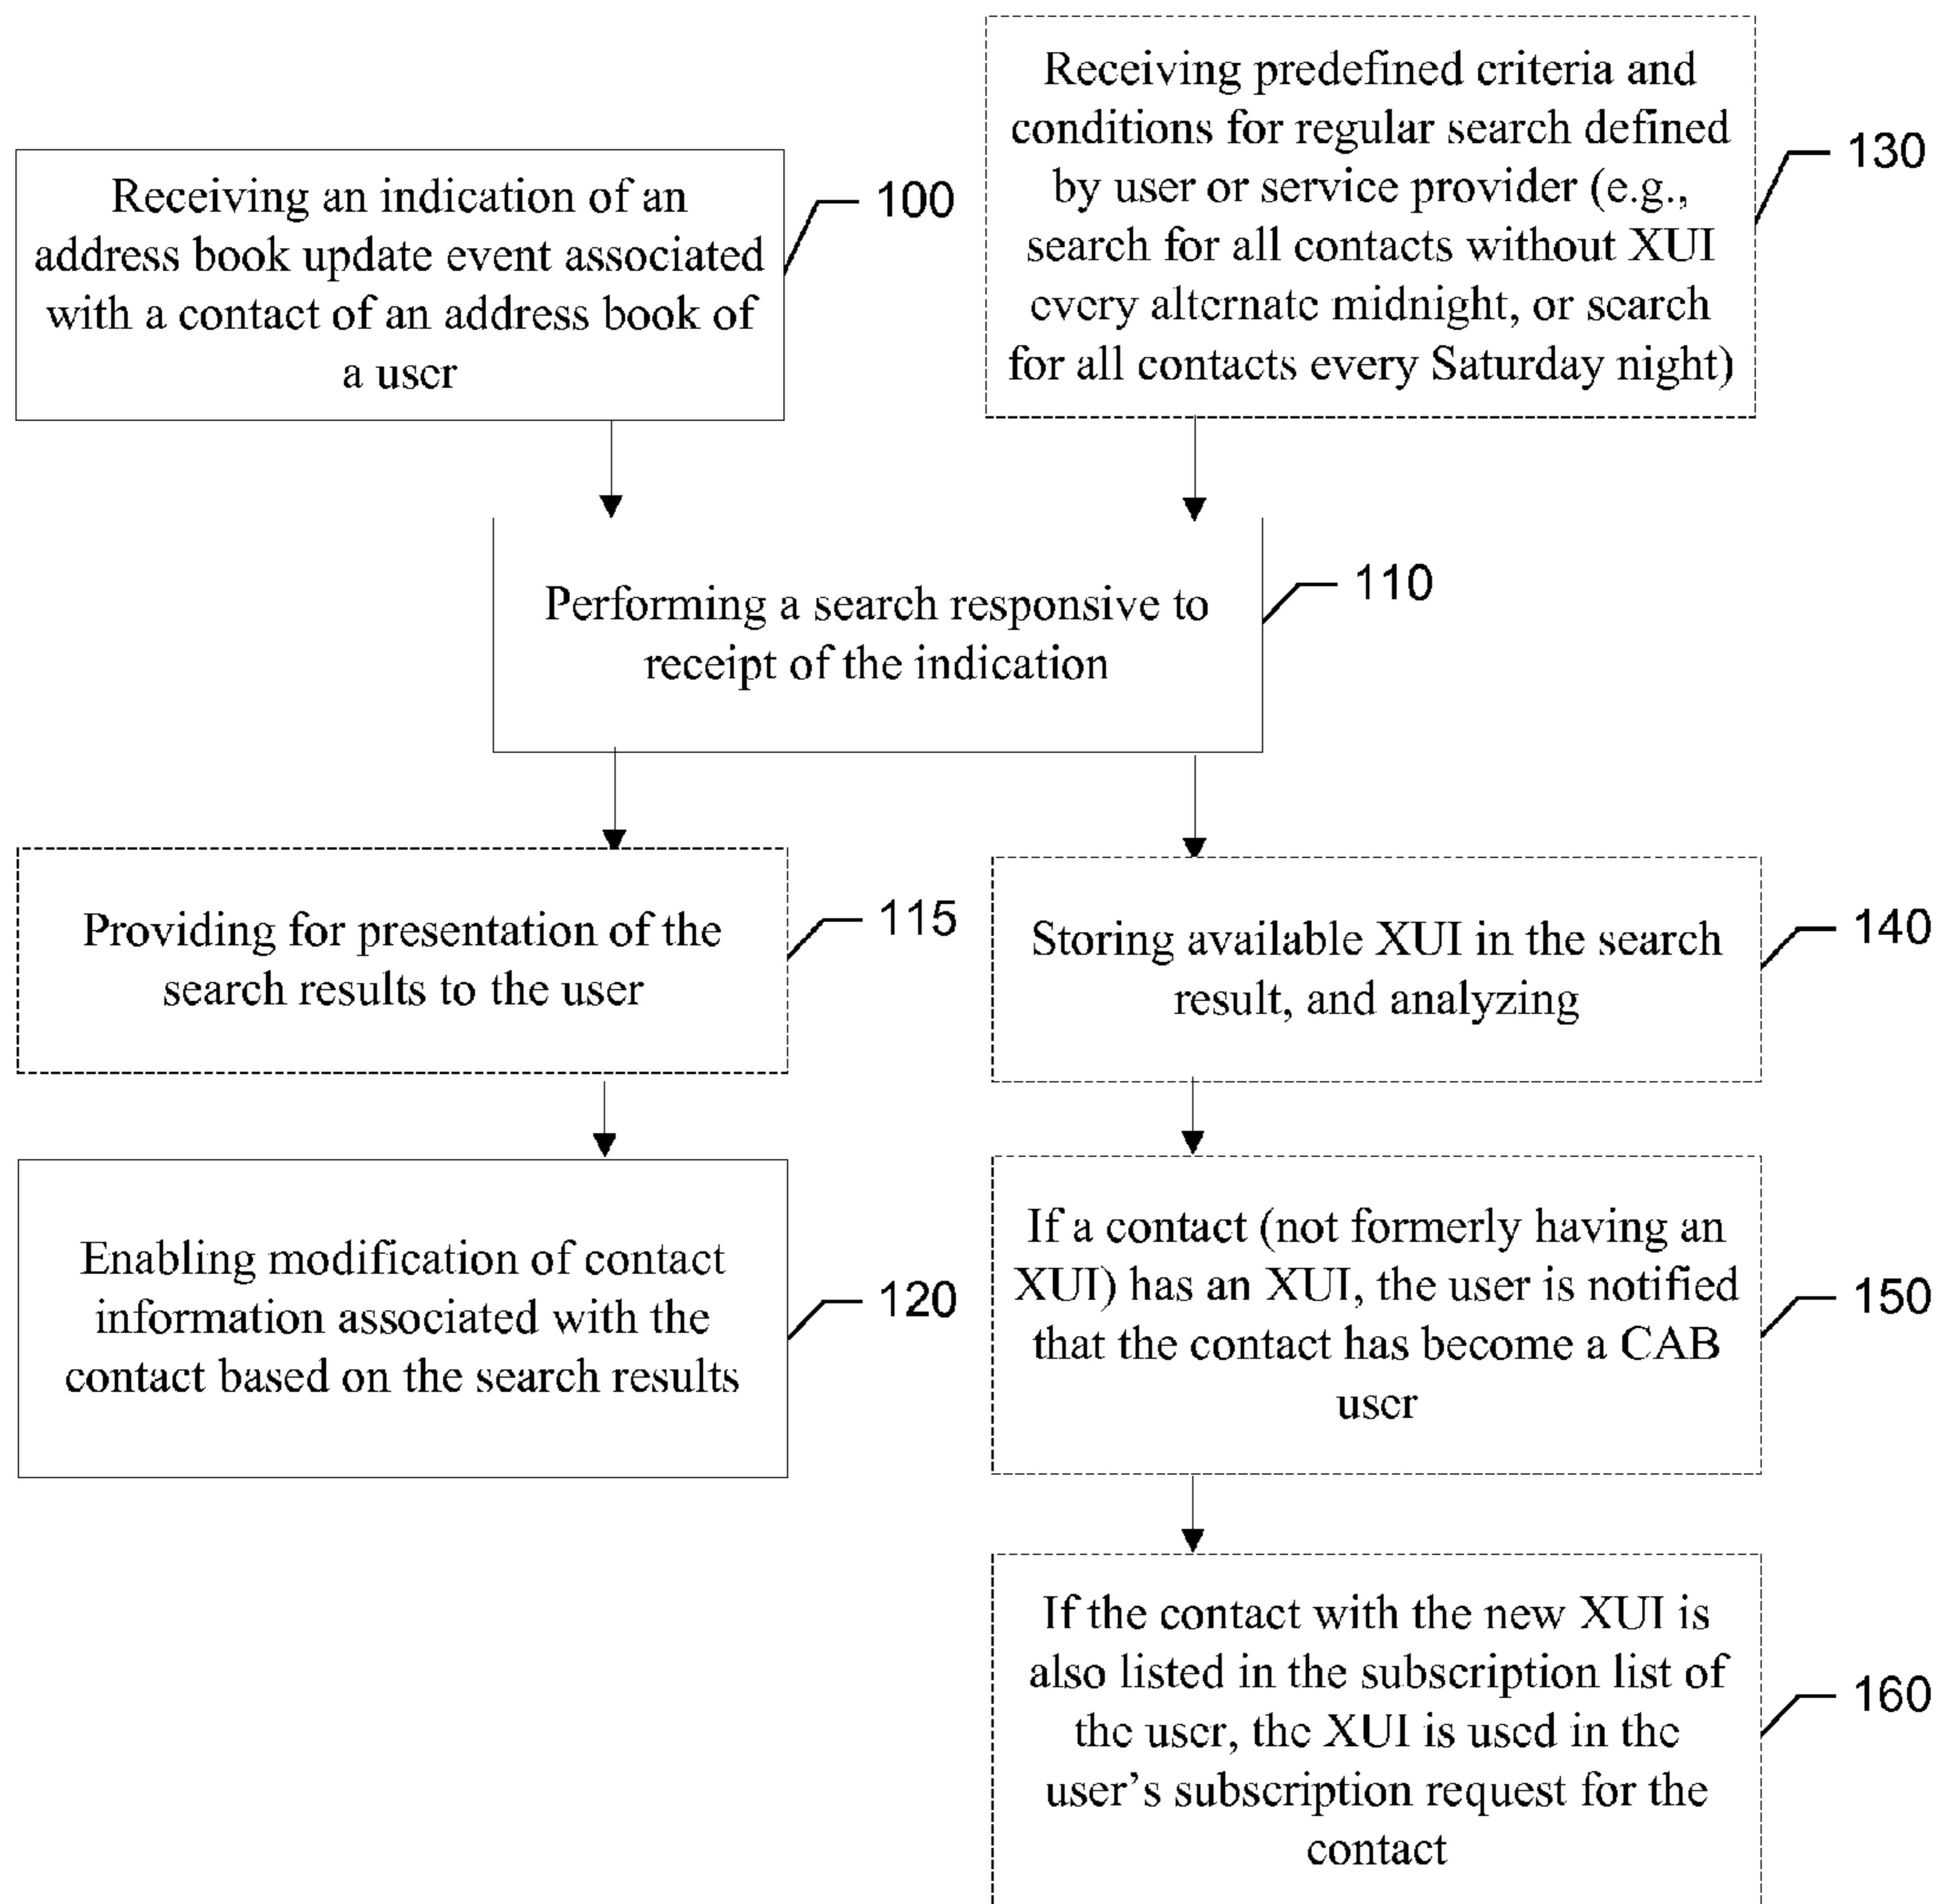 Receiving an indication of an
address book update event associated
with a contact of an address book of
a user
100
Receiving predefined criteria and
conditions for regular search defined
by user or service provider (e.g.,
search for all contacts without XUI
every alternate midnight, or search
for all contacts every Saturday night)
130
Performing a search responsive to
receipt of the indication
110
Providing for presentation of the
search results to the user
115
Storing available XUI in the search
result, and analyzing
140
Enabling modification of contact
information associated with the
contact based on the search results
120
If a contact (not formerly having an
XUI) has an XUI, the user is notified
that the contact has become a CAB
user
150
If the contact with the new XUI is
also listed in the subscription list of
the user, the XUI is used in the
user’s subscription request for the
contact
160